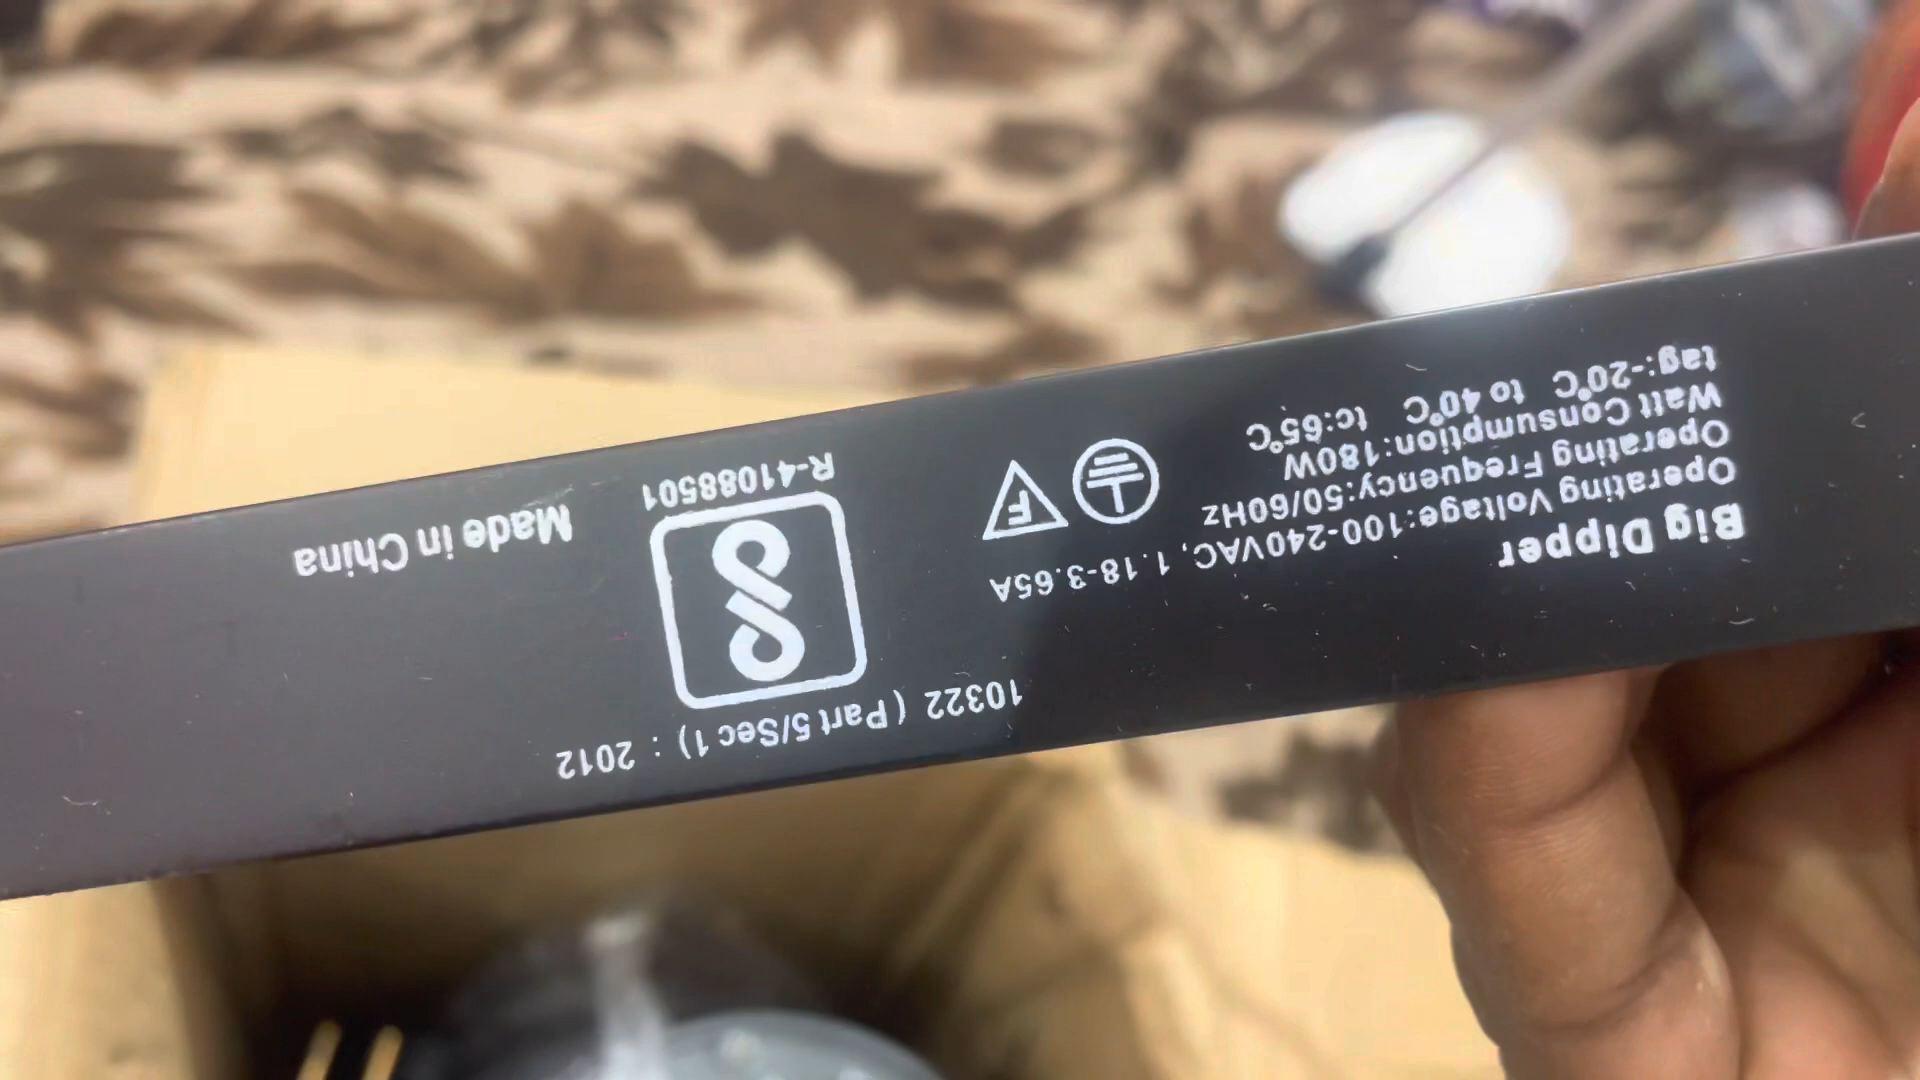 Big Dipper
Operating Voltage:100-240VAC, 1.18-3.65A
Operating Frequency:50/60Hz
Watt Consumption:180W
tag:-20°C to 40°C tc:65°C
F
10322 ( Part 5/Sec 1) : 2012
R-41088501
Made in China